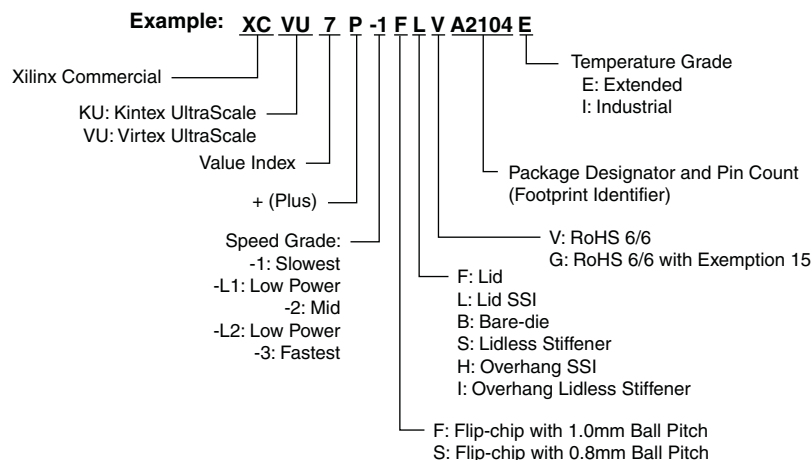 Example: XC VU 7 P -1 F L V A2104 E
Xilinx Commercial
KU: Kintex UltraScale
VU: Virtex UltraScale
Value Index
+ (Plus)
Speed Grade:
-1: Slowest
-L1: Low Power
-2: Mid
-L2: Low Power
-3: Fastest
Temperature Grade
E: Extended
I: Industrial
Package Designator and Pin Count
(Footprint Identifier)
V: RoHS 6/6
G: RoHS 6/6 with Exemption 15
F: Lid
L: Lid SSI
B: Bare-die
S: Lidless Stiffener
H: Overhang SSI
I: Overhang Lidless Stiffener
F: Flip-chip with 1.0mm Ball Pitch
S: Flip-chip with 0.8mm Ball Pitch